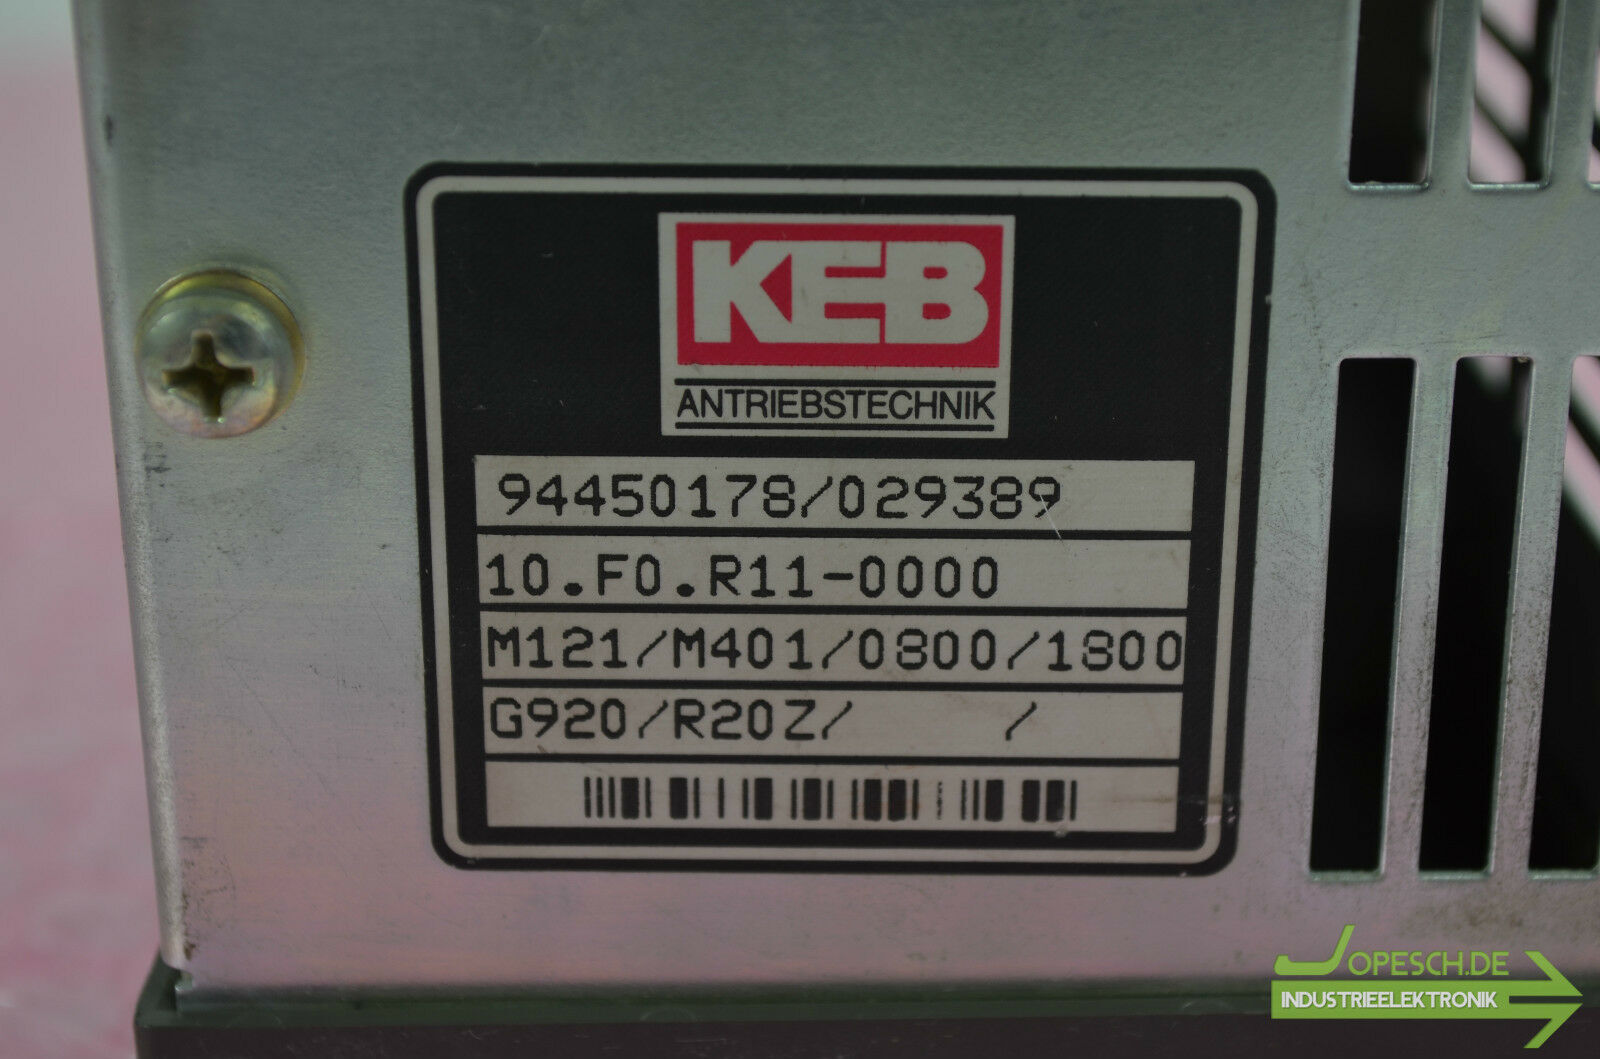 KEB
ANTRIEBSTECHNIK
94450178/029389
10.F0.R11-0000
M121/M401/0800/1800
G920/R20Z/ /
JOPESCH.DE
INDUSTRIEELEKTRONIK